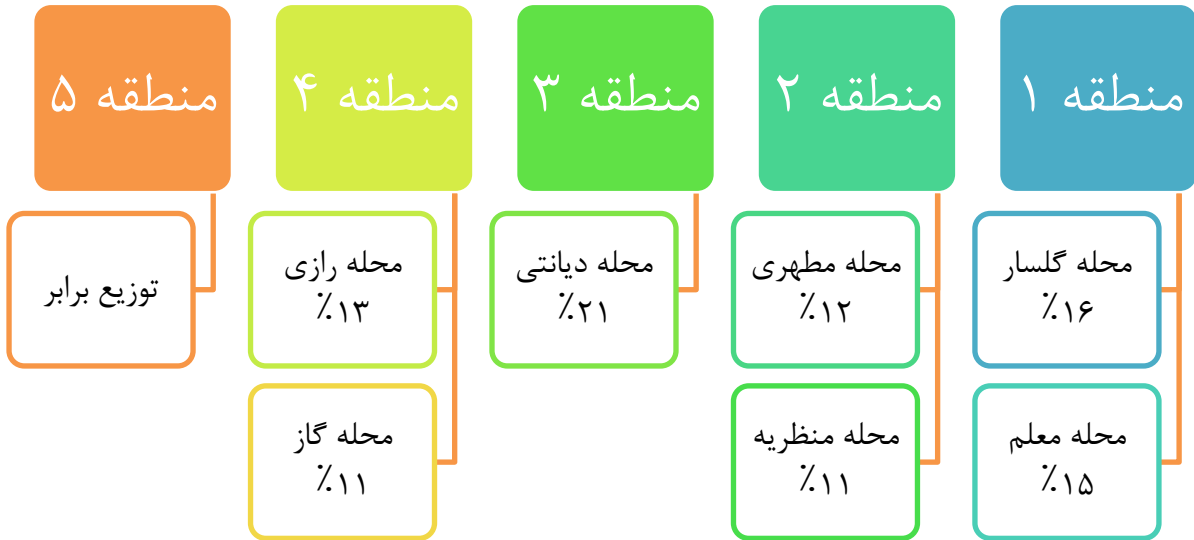 منطقه ۱
محله گلسار
٪۱۶
محله معلم
٪۱۵
منطقه ۲
محله مطهری
٪۱۲
محله منظریه
٪۱۱
منطقه ۳
محله دیانتی
٪۲۱
منطقه ۴
محله رازی
٪۱۳
محله گاز
٪۱۱
منطقه ۵
توزیع برابر